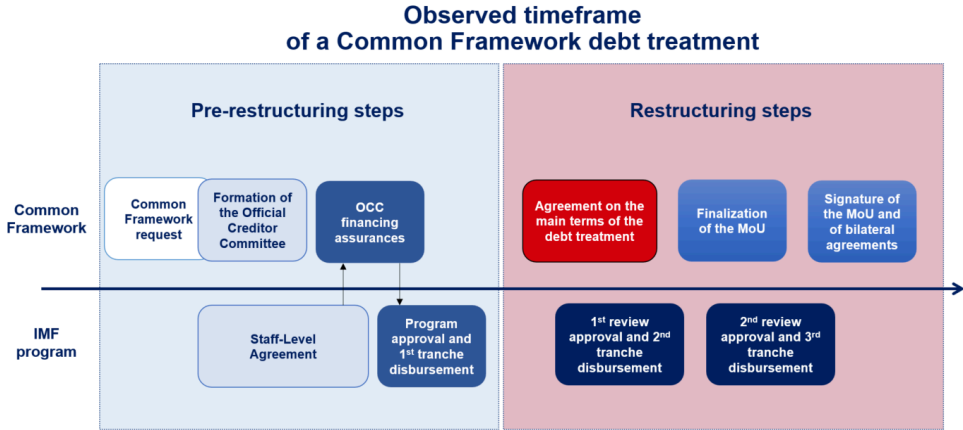 Observed timeframe
of a Common Framework debt treatment
Pre-restructuring steps
Restructuring steps
Common
Framework
Common
Framework
request
Formation of
the Official
Creditor
Committee
OCC
financing
assurances
Agreement on the
main terms of the
debt treatment
Finalization
of the MoU
Signature of
the MoU and
of bilateral
agreements
IMF
program
Staff-Level
Agreement
Program
approval and
1st tranche
disbursement
1st review
approval and 2nd
tranche
disbursement
2nd review
approval and 3rd
tranche
disbursement